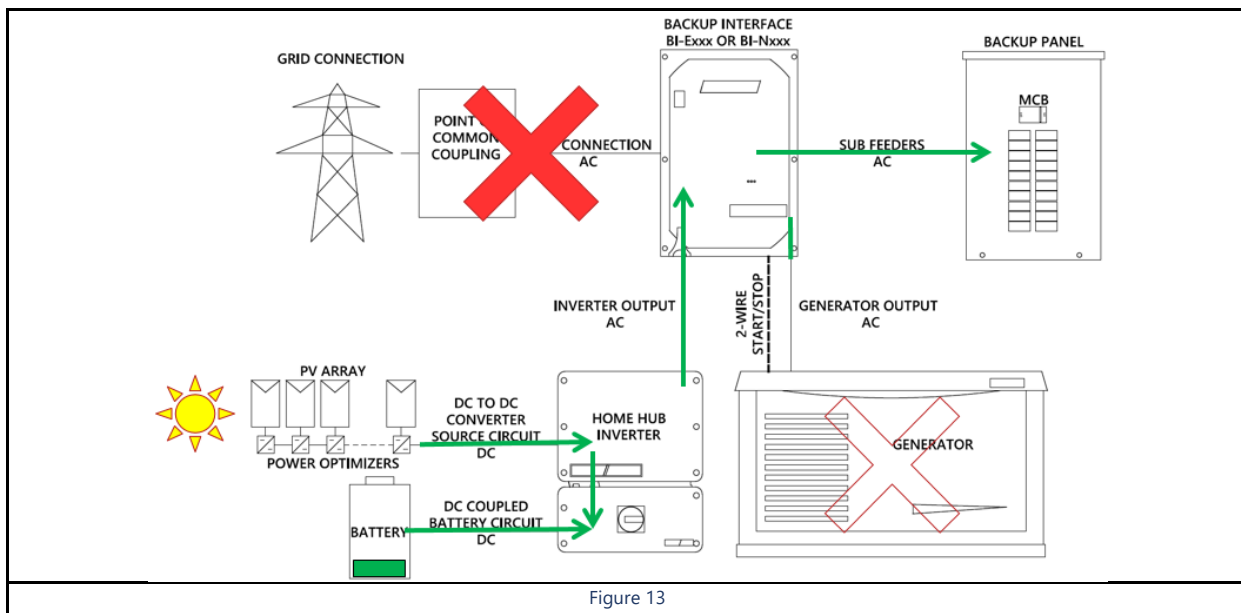 BACKUP INTERFACE
BI-Exxx OR BI-Nxxx
BACKUP PANEL
GRID CONNECTION
MCB
POINT O
COMMON
COUPLING
CONNECTION
AC
SUB FEEDERS
AC
...
INVERTER OUTPUT
AC
2-WIRE
START/STOP
GENERATOR OUTPUT
AC
PV ARRAY
DC TO DC
CONVERTER
SOURCE CIRCUIT
DC
HOME HUB
INVERTER
GENERATOR
POWER OPTIMIZERS
BATTERY
DC COUPLED
BATTERY CIRCUIT
DC
Figure 13